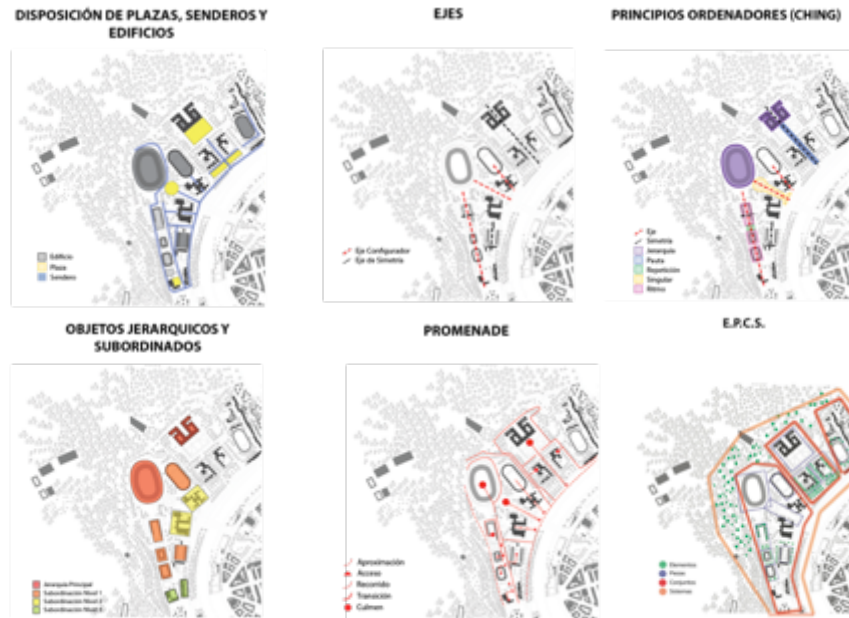 DISPOSICIÓN DE PLAZAS, SENDEROS Y
EDIFICIOS
Edificio
Plaza
Sendero
EJES
Eje Configurador
Eje de Simetría
PRINCIPIOS ORDENADORES (CHING)
Eje
Simetría
Jerarquía
Pauta
Repetición
Singular
Ritmo
OBJETOS JERARQUICOS Y
SUBORDINADOS
Jerarquía Principal
Subordinación Nivel 1
Subordinación Nivel 2
Subordinación Nivel
PROMENADE
Aproximación
Acceso
Recorrido
Transición
Culmen
E.P.C.S.
Elementos
Piezas
Conjuntos
Sistemas